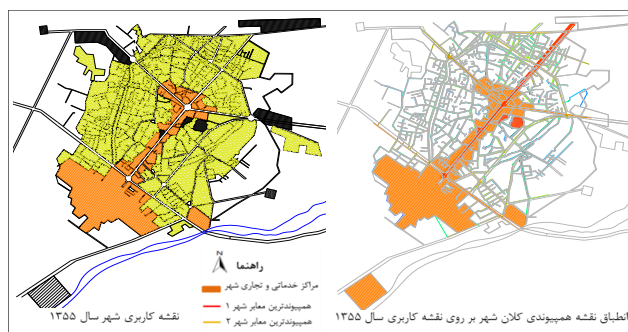 N
راهنما
مراکز خدماتی و تجاری شهر
همپیوندترین معابر شهر ۱
همپیوندترین معابر شهر ۲
نقشه کاربری شهر سال ۱۳۵۵
انطباق نقشه همپیوندی کلان شهر بر روی نقشه کاربری سال ۱۳۵۵